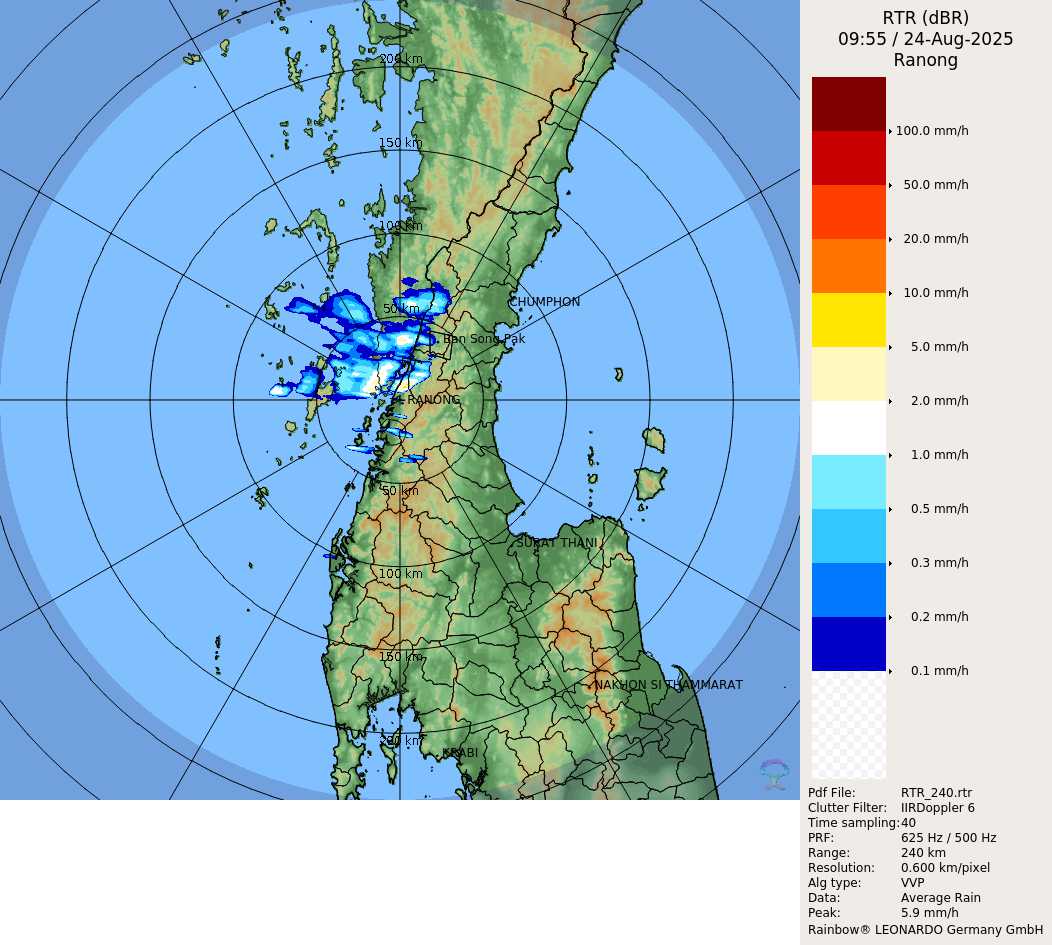 RTR (dBR)
09:55 / 24-Aug-2025
Ranong
200 km
150 km
100 km
50 km
CHUMPHON
Ban Song Pak
RANONG
50 km
SURAT THANI
100 km
150 km
NAKHON SI THAMMARAT
200 km
KRABI
100.0 mm/h
50.0 mm/h
20.0 mm/h
10.0 mm/h
5.0 mm/h
2.0 mm/h
1.0 mm/h
0.5 mm/h
0.3 mm/h
0.2 mm/h
0.1 mm/h
Pdf File: RTR_240.rtr
Clutter Filter: IIRDoppler 6
Time sampling:40
PRF: 625 Hz / 500 Hz
Range: 240 km
Resolution: 0.600 km/pixel
Alg type: VVP
Data: Average Rain
Peak: 5.9 mm/h
Rainbow® LEONARDO Germany GmbH